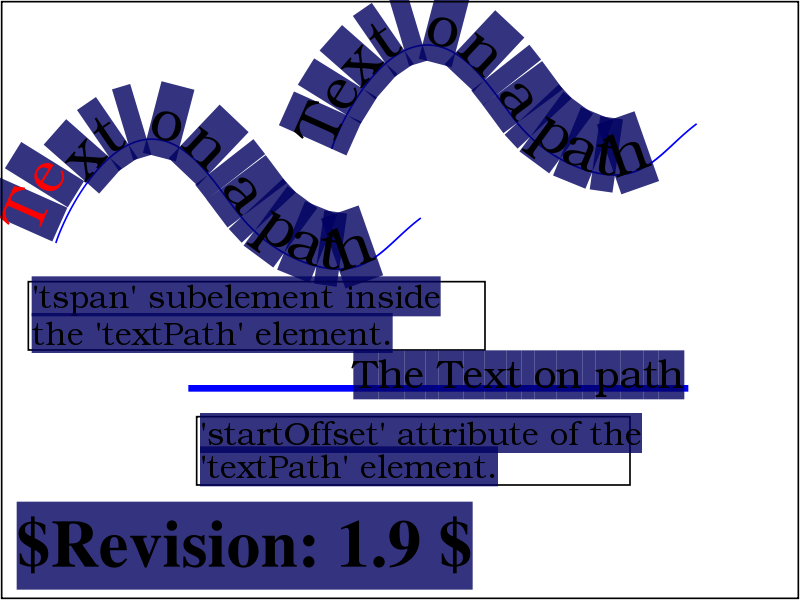 Text on a path
Text on a path
'tspan' subelement inside
the 'textPath' element.
The Text on path
'startOffset' attribute of the
'textPath' element.
$Revision: 1.9 $